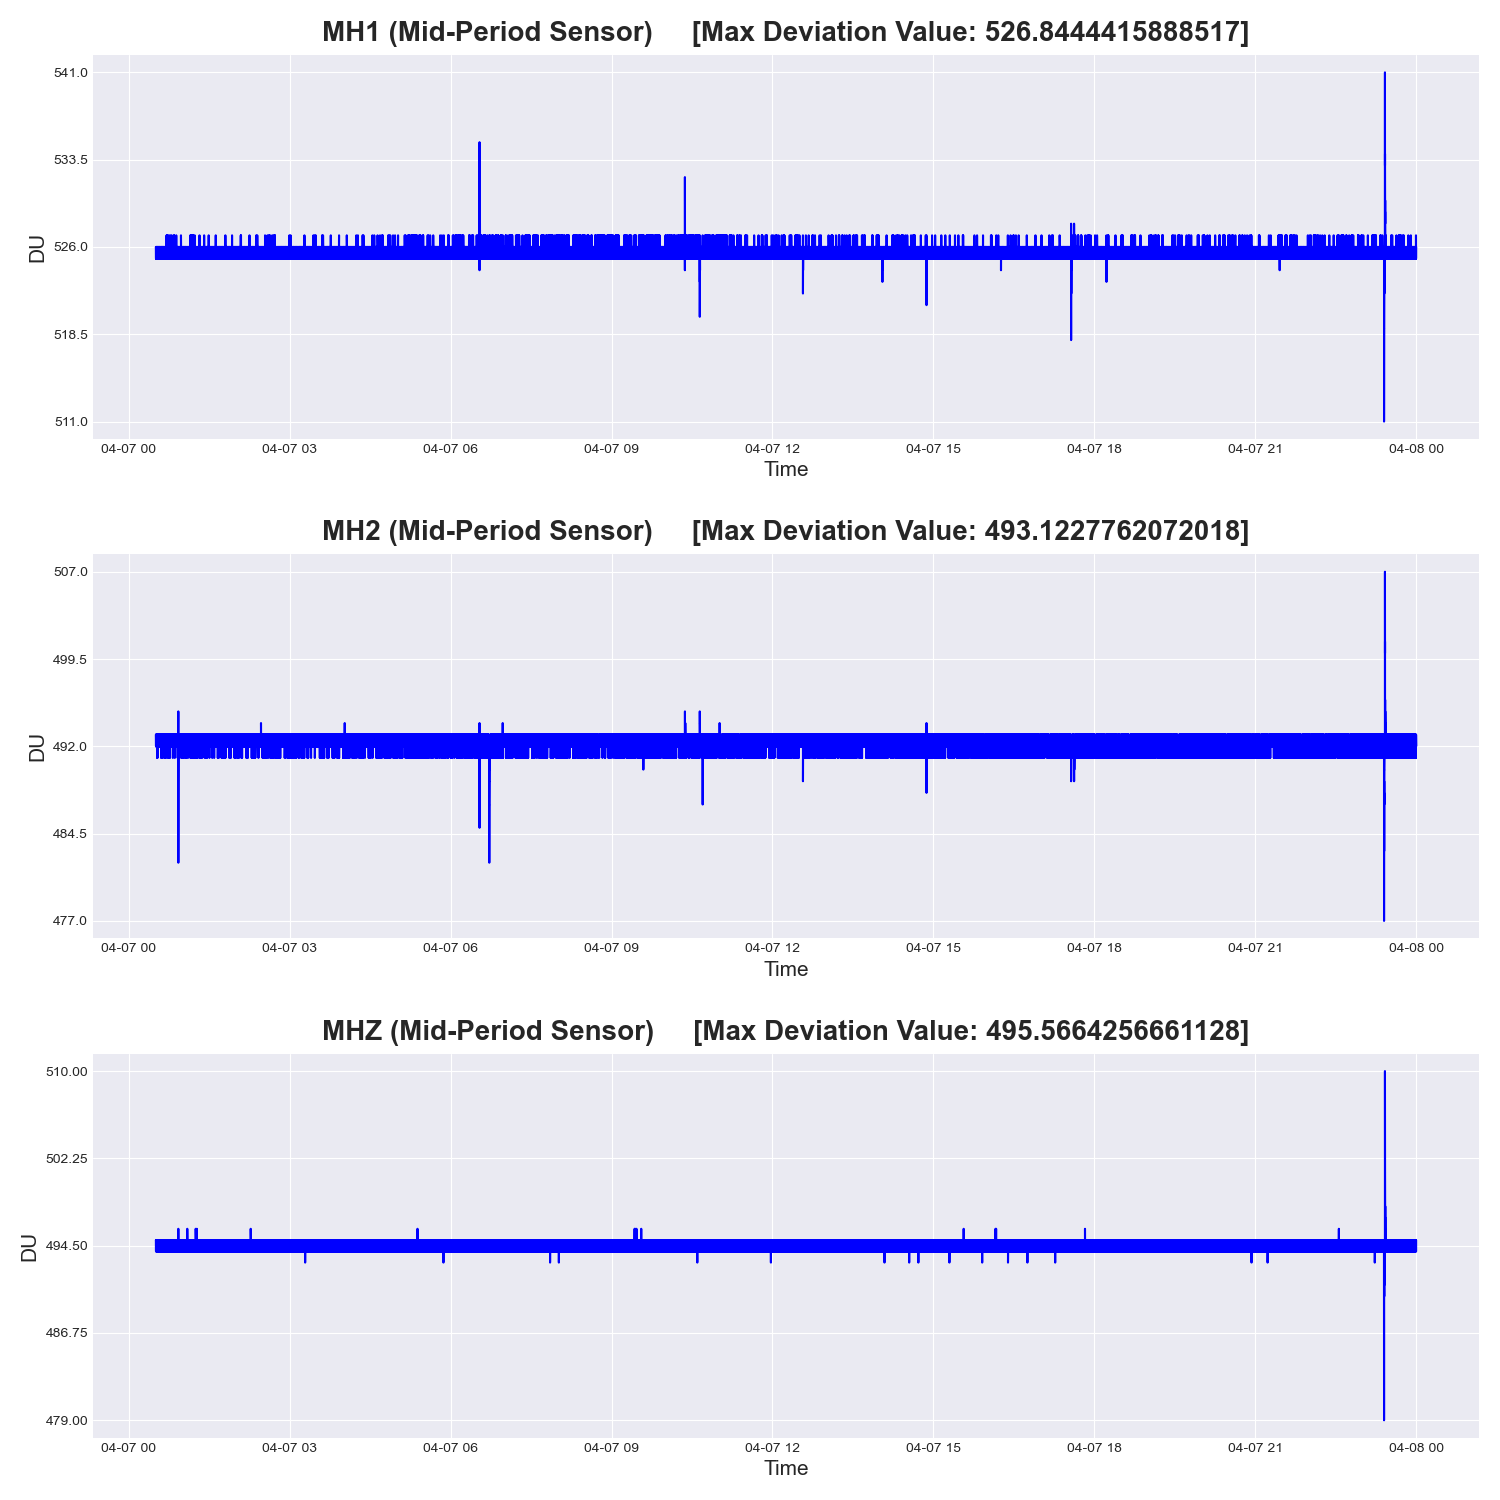 MH1 (Mid-Period Sensor) [Max Deviation Value: 526.8444415888517]
541.0
533.5
526.0
518.5
511.0
DU
04-07 00 04-07 03 04-07 06 04-07 09 04-07 12 04-07 15 04-07 18 04-07 21 04-08 00
Time
MH2 (Mid-Period Sensor) [Max Deviation Value: 493.1227762072018]
507.0
499.5
492.0
484.5
477.0
DU
04-07 00 04-07 03 04-07 06 04-07 09 04-07 12 04-07 15 04-07 18 04-07 21 04-08 00
Time
MHZ (Mid-Period Sensor) [Max Deviation Value: 495.5664256661128]
510.00
502.25
494.50
486.75
479.00
DU
04-07 00 04-07 03 04-07 06 04-07 09 04-07 12 04-07 15 04-07 18 04-07 21 04-08 00
Time